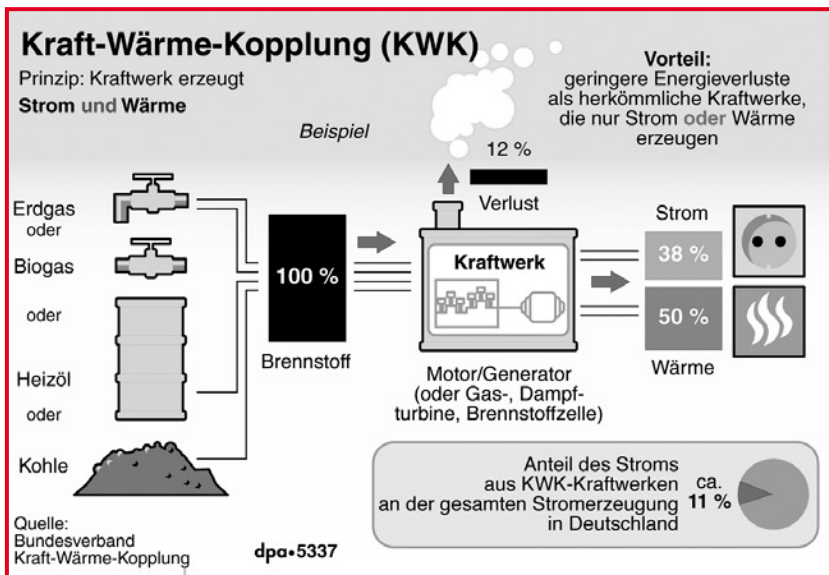 Kraft-Wärme-Kopplung (KWK)
Prinzip: Kraftwerk erzeugt
Strom und Wärme
Beispiel
Vorteil:
geringere Energieverluste
als herkömmliche Kraftwerke,
die nur Strom oder Wärme
erzeugen
12 %
Verlust
Erdgas
oder
Biogas
oder
Heizöl
oder
Kohle
100 %
Brennstoff
Kraftwerk
Motor/Generator
(oder Gas-, Dampf-
turbine, Brennstoffzelle)
Strom
38 %
50 %
Wärme
Anteil des Stroms
aus KWK-Kraftwerken
an der gesamten Stromerzeugung
in Deutschland
ca.
11 %
Quelle:
Bundesverband
Kraft-Wärme-Kopplung
dpa•5337